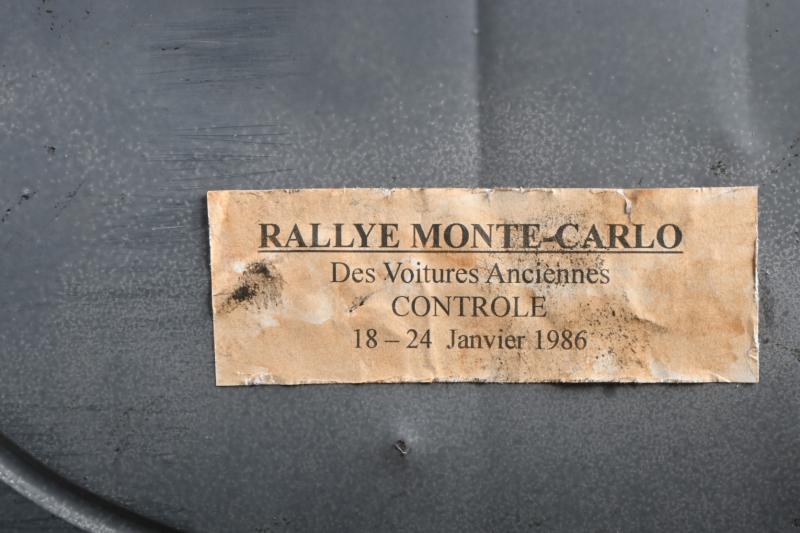 RALLYE MONTE-CARLO
Des Voitures Anciennes
CONTROLE
18 – 24 Janvier 1986